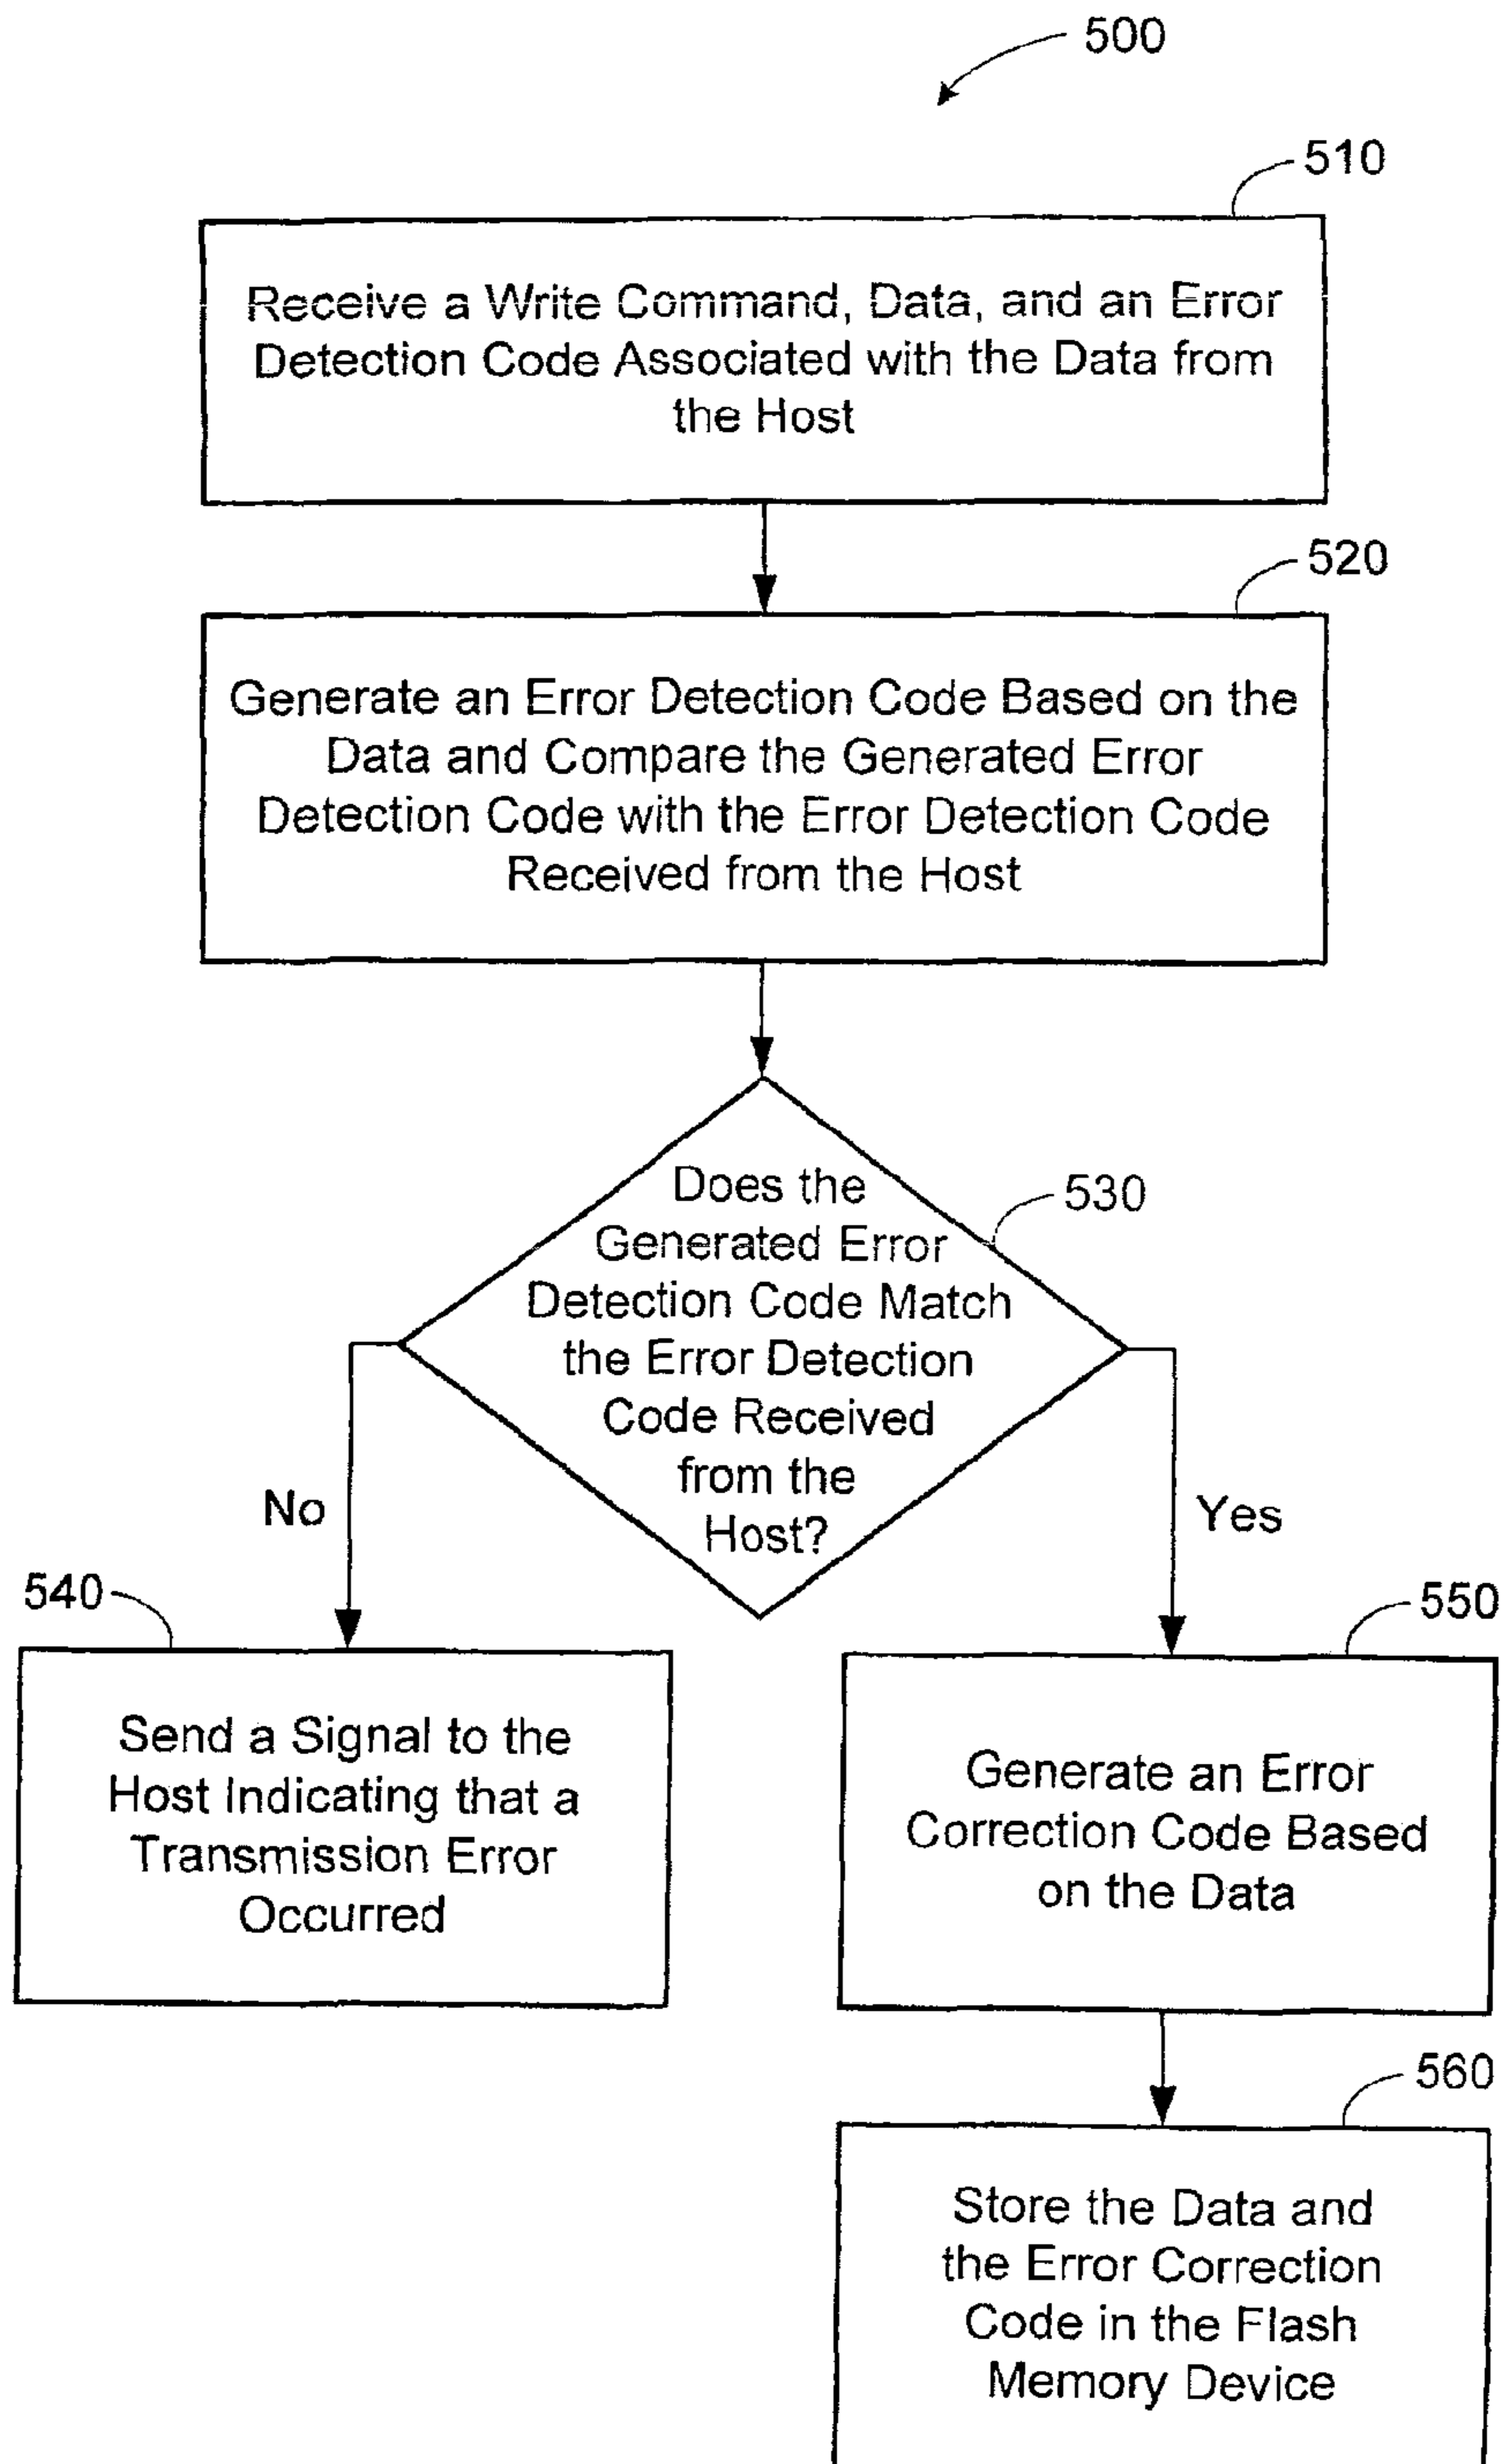 500
510
Receive a Write Command, Data, and an Error
Detection Code Associated with the Data from
the Host
520
Generate an Error Detection Code Based on the
Data and Compare the Generated Error
Detection Code with the Error Detection Code
Received from the Host
530
Does the
Generated Error
Detection Code Match
the Error Detection
Code Received
from the
Host?
No
Yes
540
Send a Signal to the
Host Indicating that a
Transmission Error
Occurred
550
Generate an Error
Correction Code Based
on the Data
560
Store the Data and
the Error Correction
Code in the Flash
Memory Device